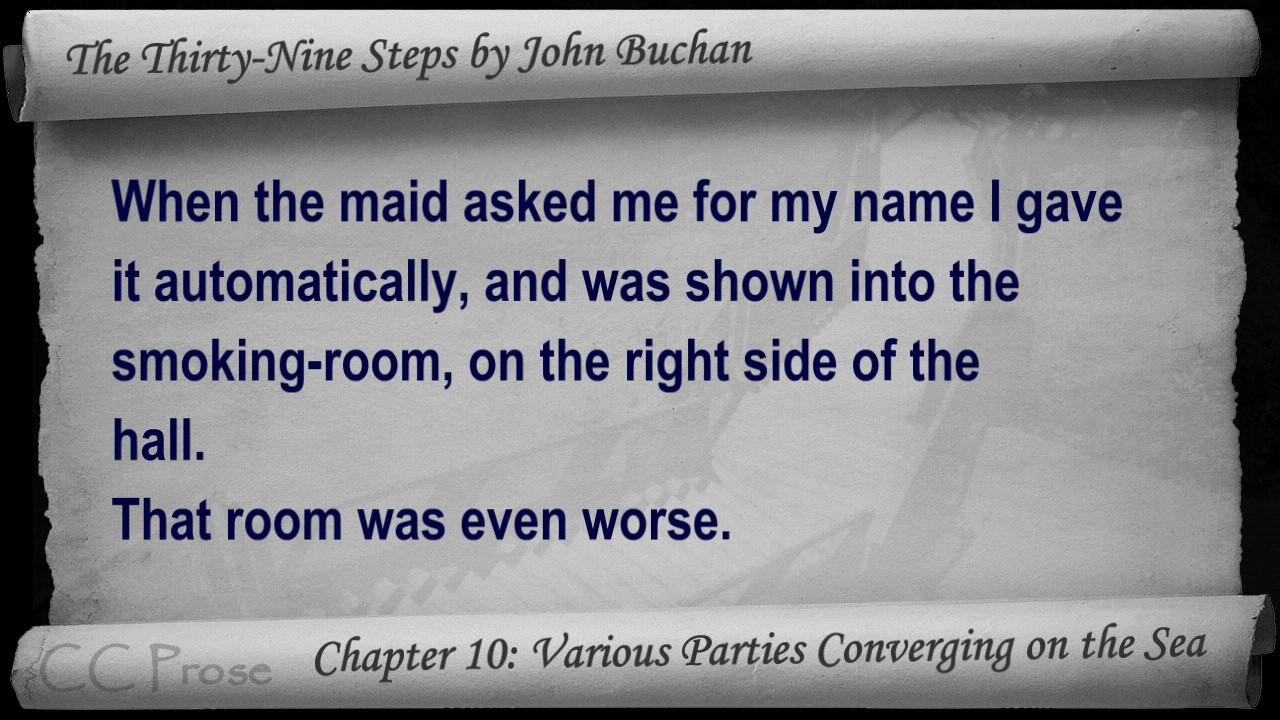 The Thirty-Nine Steps by John Buchan
When the maid asked me for my name I gave
it automatically, and was shown into the
smoking-room, on the right side of the
hall.
That room was even worse.
CC Prose
Chapter 10: Various Parties Converging on the Sea